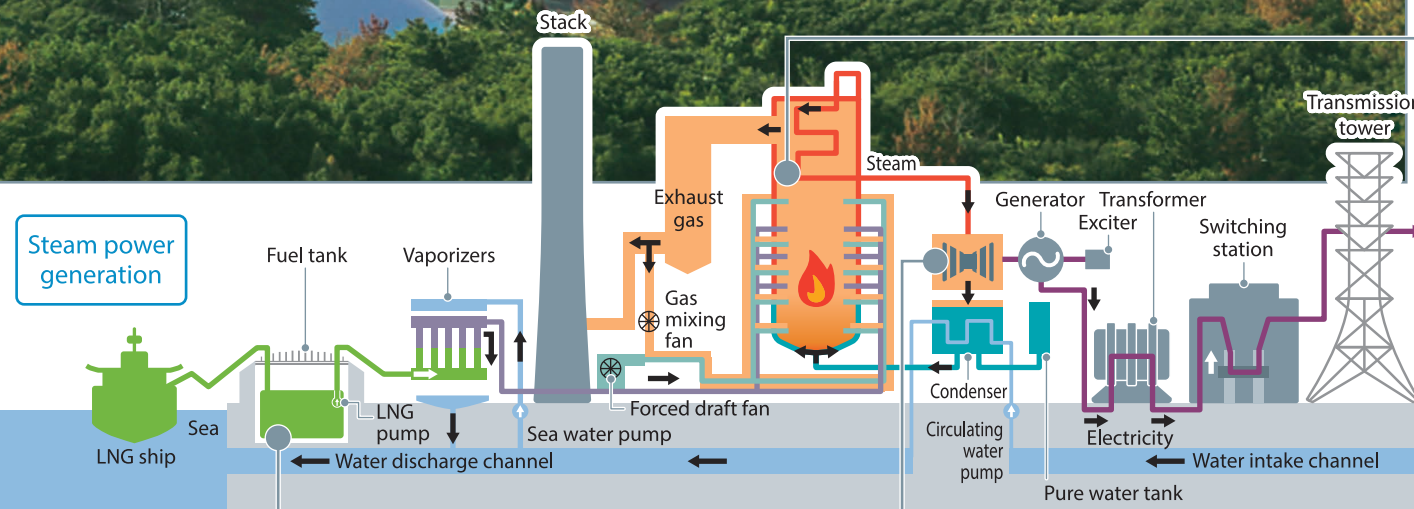 Stack
Transmission
tower
Steam
Exhaust
gas
Generator
Transformer
Exciter
Switching
station
Steam power
generation
Fuel tank
Vaporizers
Gas
mixing
fan
Condenser
LNG
pump
Forced draft fan
Sea
Sea water pump
Circulating
water
pump
Electricity
LNG ship
Water discharge channel
Water intake channel
Pure water tank